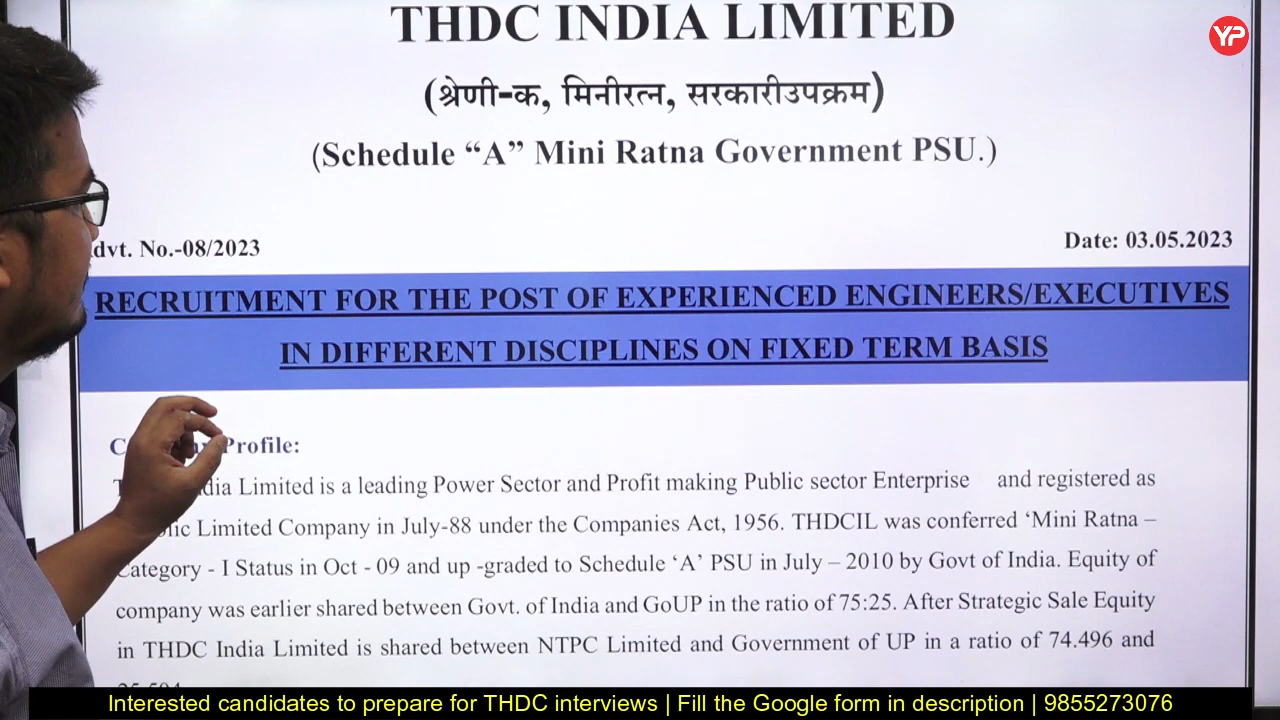 THDC INDIA LIMITED
YP
(श्रेणी-क, मिनीरत्न, सरकारीउपक्रम)
(Schedule “A” Mini Ratna Government PSU.)
dvt. No.-08/2023 Date: 03.05.2023
RECRUITMENT FOR THE POST OF EXPERIENCED ENGINEERS/EXECUTIVES
IN DIFFERENT DISCIPLINES ON FIXED TERM BASIS
Profile:
India Limited is a leading Power Sector and Profit making Public sector Enterprise and registered as
Limited Company in July-88 under the Companies Act, 1956. THDCIL was conferred ‘Mini Ratna –
Category - I Status in Oct - 09 and up -graded to Schedule ‘A’ PSU in July – 2010 by Govt of India. Equity of
company was earlier shared between Govt. of India and GoUP in the ratio of 75:25. After Strategic Sale Equity
in THDC India Limited is shared between NTPC Limited and Government of UP in a ratio of 74.496 and
Interested candidates to prepare for THDC interviews | Fill the Google form in description | 9855273076